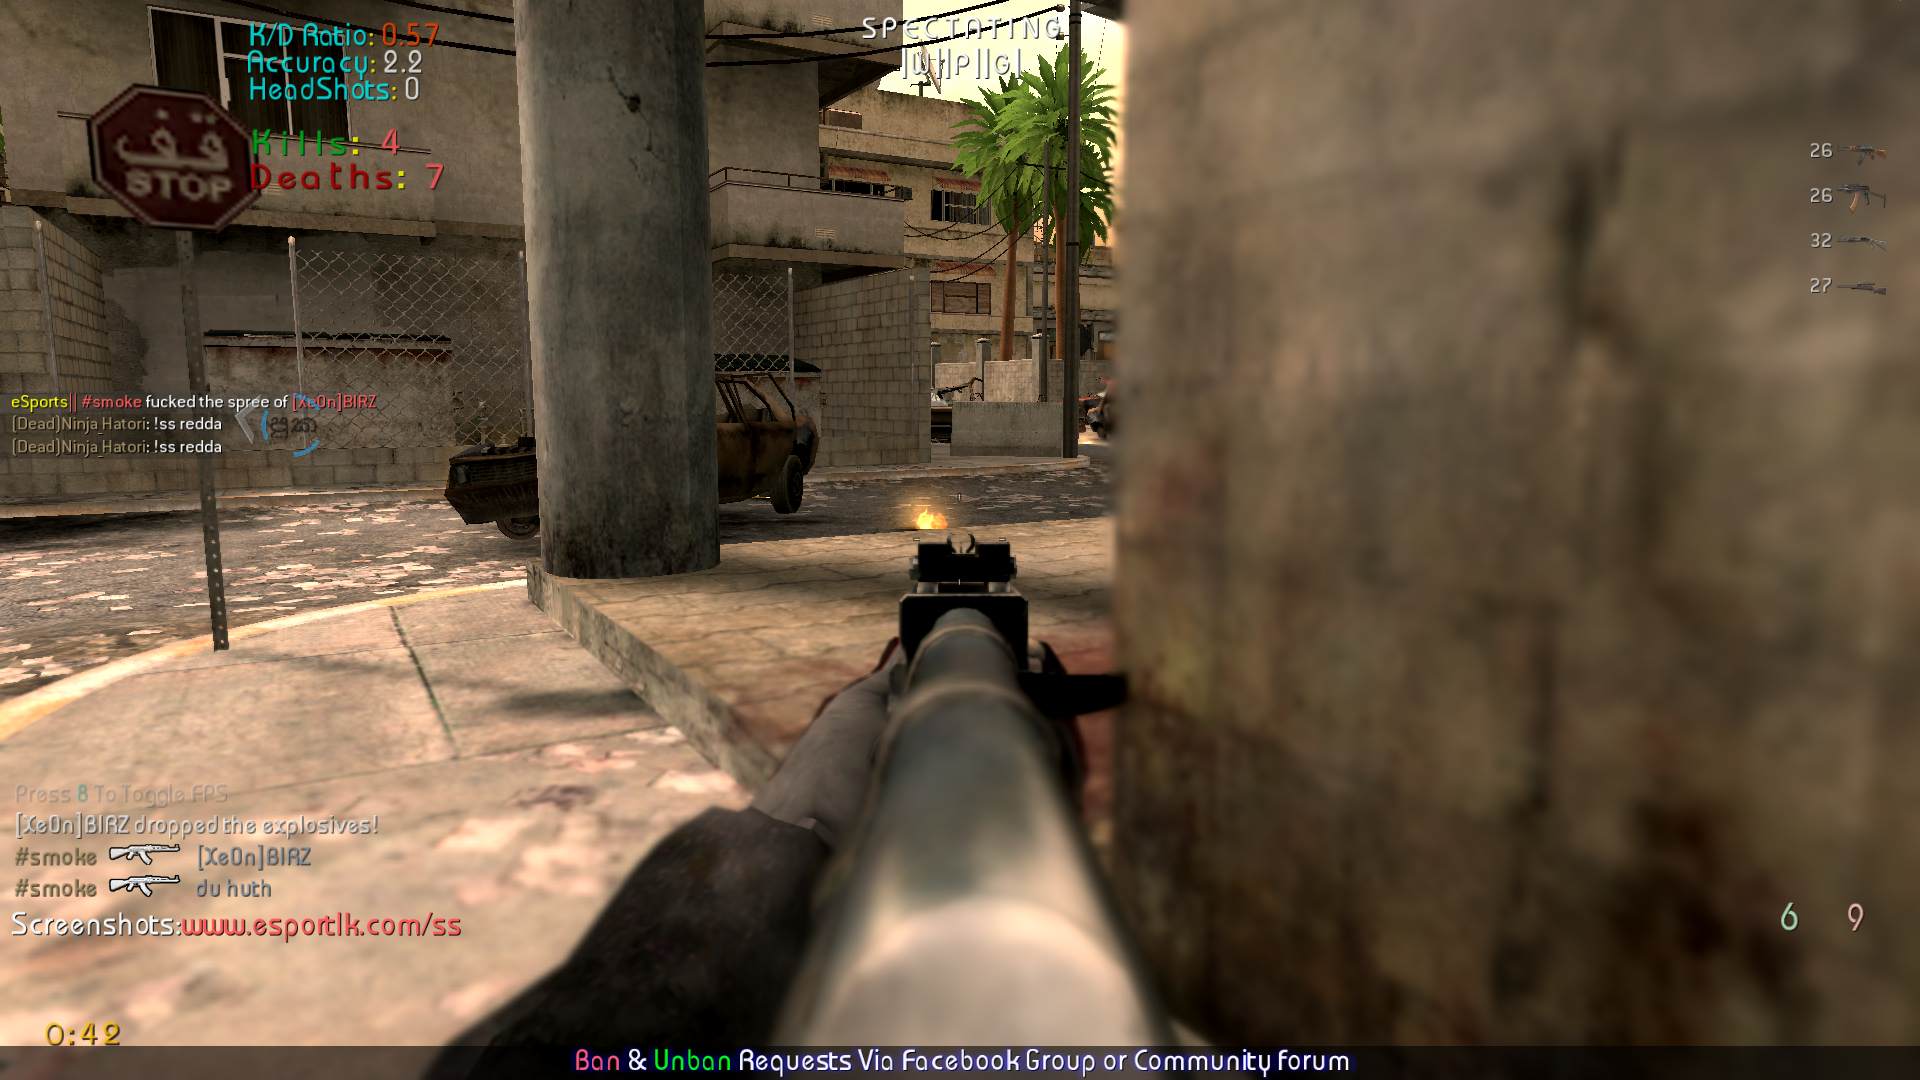 K/D Ratio: 0.57
Accuracy: 2.2
HeadShots: 0
Kills: 4
Deaths: 7
SPECTATING
|W||P||G|
قف
STOP
26
26
32
27
eSports|| #smoke fucked the spree of [Xe0n]BIRZ
(Dead)Ninja Hatori: !ss redda
(Dead)Ninja Hatori: !ss redda
Press 8 To Toggle FPS
[Xe0n]BIRZ dropped the explosives!
#smoke [Xe0n]BIRZ
#smoke du huth
Screenshots:www.esportlk.com/ss
6 9
0:42
Ban & Unban Requests Via Facebook Group or Community Forum